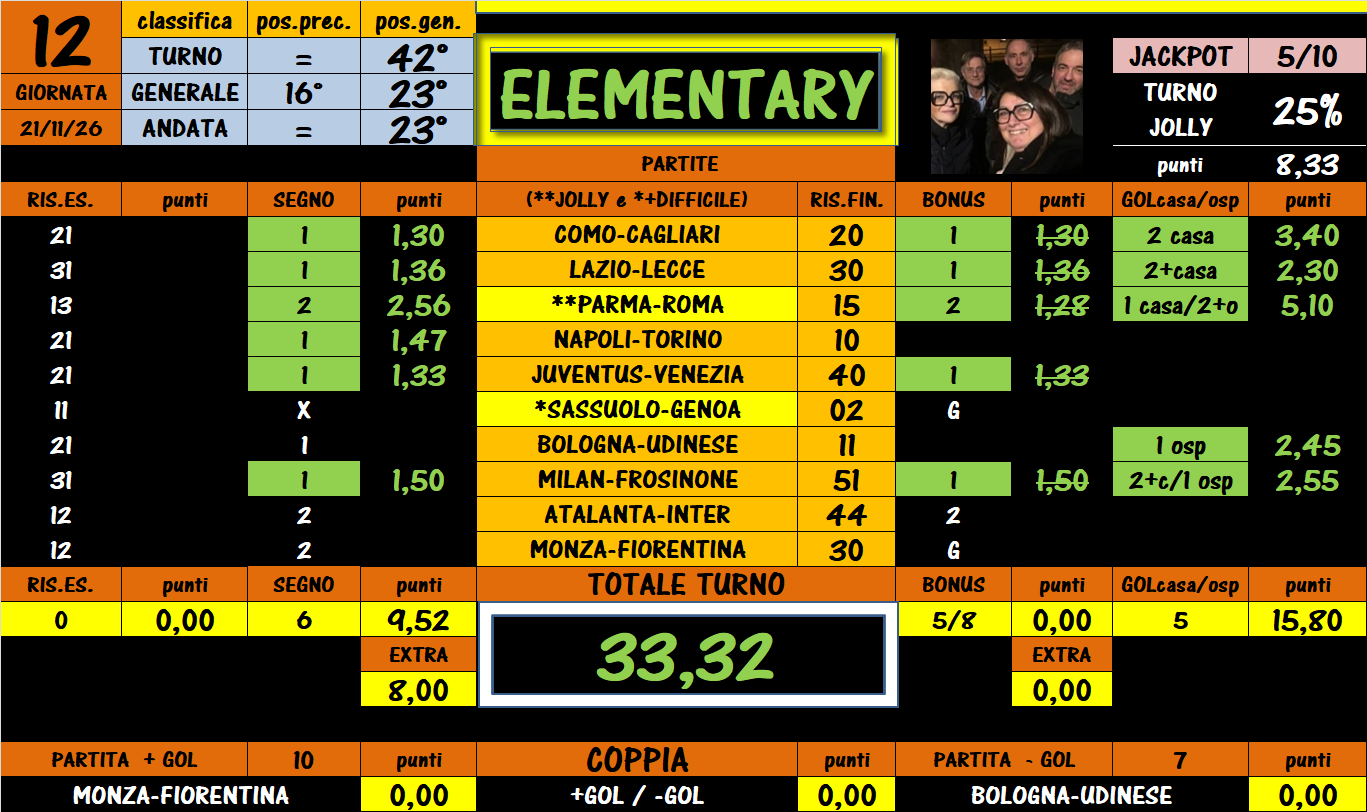 12 classifica pos.prec. pos.gen.
TURNO = 42° ELEMENTARY JACKPOT 5/10
GIORNATA GENERALE 16° 23° TURNO JOLLY 25%
21/11/26 ANDATA = 23°
PARTITE punti 8,33
RIS.ES. punti SEGNO punti (**JOLLY e *+DIFFICILE) RIS.FIN. BONUS punti GOLcasa/osp punti
21 1 1,30 COMO-CAGLIARI 20 1 1,30 2 casa 3,40
31 1 1,36 LAZIO-LECCE 30 1 1,36 2+casa 2,30
13 2 2,56 **PARMA-ROMA 15 2 1,28 1 casa/2+o 5,10
21 1 1,47 NAPOLI-TORINO 10
21 1 1,33 JUVENTUS-VENEZIA 40 1 1,33
11 X *SASSUOLO-GENOA 02 G
21 1 BOLOGNA-UDINESE 11 1 osp 2,45
31 1 1,50 MILAN-FROSINONE 51 1 1,50 2+c/1 osp 2,55
12 2 ATALANTA-INTER 44 2
12 2 MONZA-FIORENTINA 30 G
RIS.ES. punti SEGNO punti TOTALE TURNO BONUS punti GOLcasa/osp punti
0 0,00 6 9,52 33,32 5/8 0,00 5 15,80
EXTRA EXTRA
8,00 0,00
PARTITA + GOL 10 punti COPPIA punti PARTITA - GOL 7 punti
MONZA-FIORENTINA 0,00 +GOL / -GOL 0,00 BOLOGNA-UDINESE 0,00